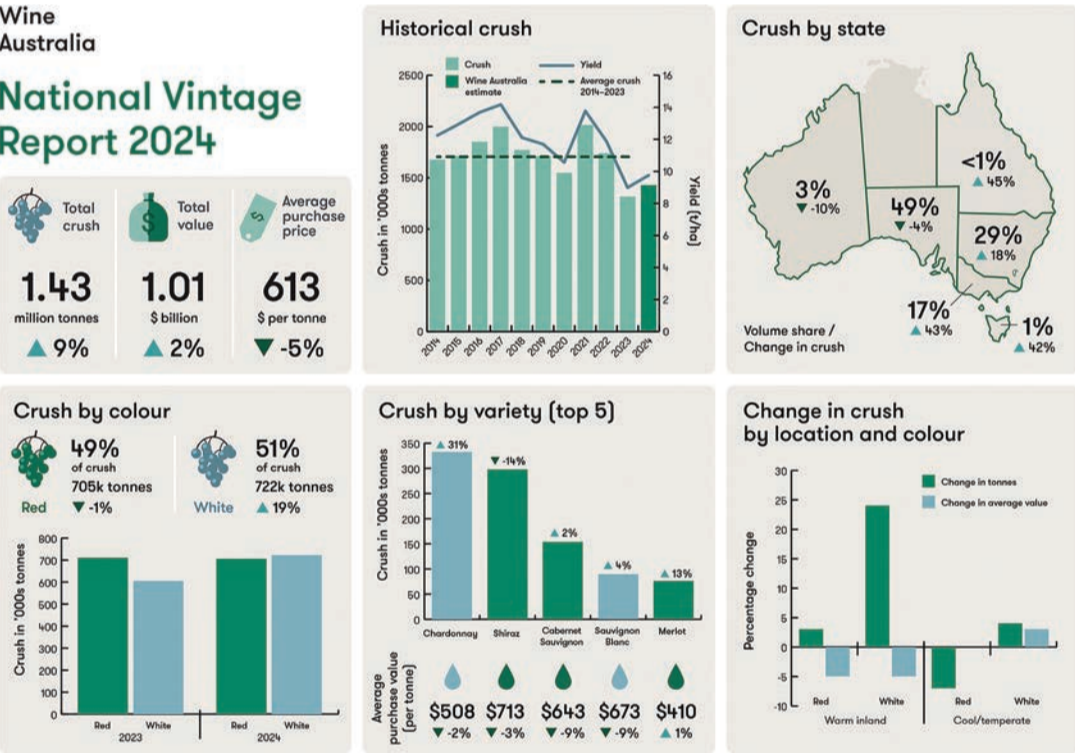 Wine
Australia
National Vintage
Report 2024
Total
crush
1.43
million tonnes
▲ 9%
Total
value
$
1.01
$ billion
▲ 2%
Average
purchase
price
$
613
$ per tonne
▼ -5%
Historical crush
Crush
Wine Australia
estimate
Yield
Average crush
2014–2023
Crush in '000s tonnes
2500
2000
1500
1000
500
0
Yield (t/ha)
16
14
12
10
8
6
4
2
0
2014
2015
2016
2017
2018
2019
2020
2021
2022
2023
2024
Crush by state
3%
▼ -10%
49%
▼ -4%
<1%
▲ 45%
29%
▲ 18%
17%
▲ 43%
1%
▲ 42%
Volume share /
Change in crush
Crush by colour
Red
49%
of crush
705k tonnes
▼ -1%
White
51%
of crush
722k tonnes
▲ 19%
Crush in '000s tonnes
800
700
600
500
400
300
200
100
0
Red White Red White
2023 2024
Crush by variety (top 5)
Crush in '000s tonnes
350
300
250
200
150
100
50
0
▲ 31%
▼ -14%
▲ 2%
▲ 4%
▲ 13%
Chardonnay
Shiraz
Cabernet
Sauvignon
Sauvignon
Blanc
Merlot
Average
purchase value
(per tonne)
$508 $713 $643 $673 $410
▼ -2% ▼ -3% ▼ -9% ▼ -9% ▲ 1%
Change in crush
by location and colour
Change in tonnes
Change in average value
Percentage change
30
25
20
15
10
5
0
-5
-10
Red White Red White
Warm inland Cool/temperate